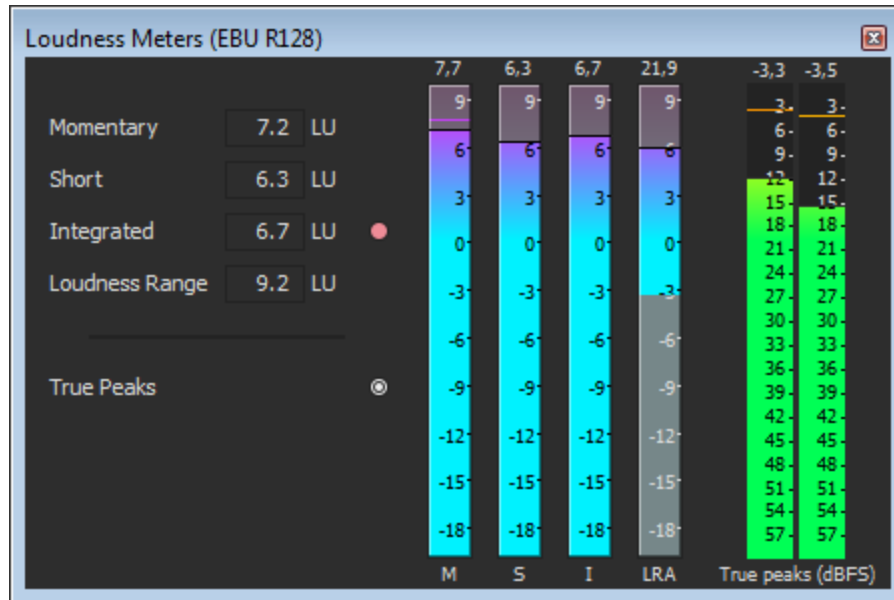 Loudness Meters (EBU R128)
7,7 6,3 6,7 21,9 -3,3 -3,5
Momentary 7.2 LU
Short 6.3 LU
Integrated 6.7 LU
Loudness Range 9.2 LU
True Peaks
9 9 9 9
6 6 6 6
3 3 3 3
0 0 0 0
-3 -3 -3 -3
-6 -6 -6 -6
-9 -9 -9 -9
-12 -12 -12 -12
-15 -15 -15 -15
-18 -18 -18 -18
3 3
6 6
9 9
12 12
15 15
18 18
21 21
24 24
27 27
30 30
33 33
36 36
39 39
42 42
45 45
48 48
51 51
54 54
57 57
M S I LRA True peaks (dBFS)